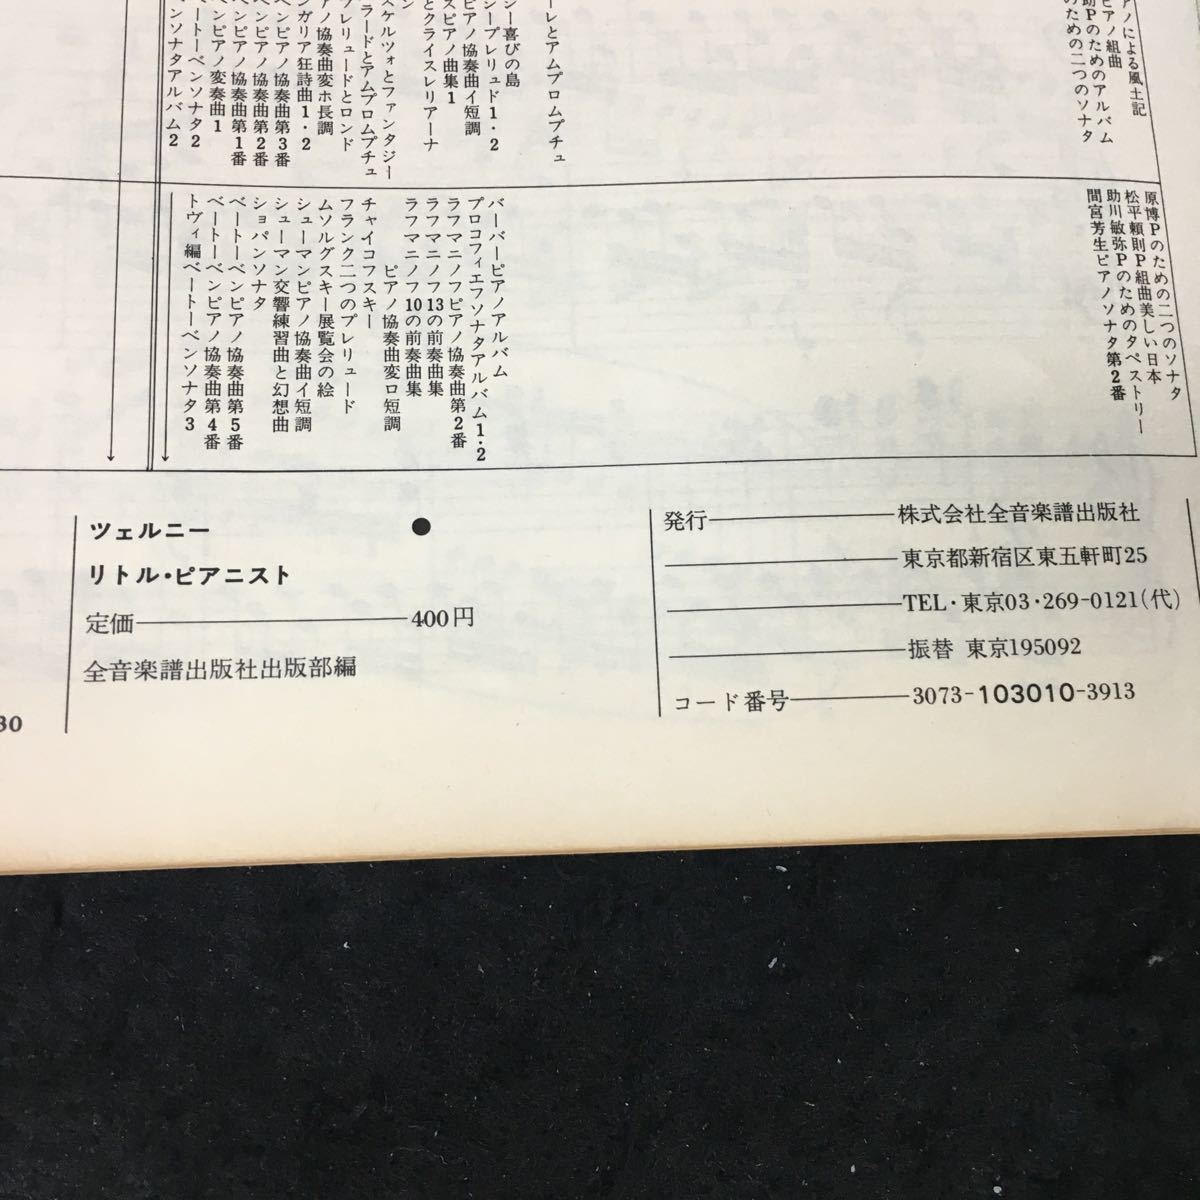 アノによる風土記
ピアノ組曲
助Pのためのアルバム
のための二つのソナタ
ーレとアムプロムプチュ
シー喜びの島
シープレリュド1・2
ピアノ協奏曲イ短調
スピアノ曲集1
とクライスレリアーナ
ン
スケルツォとファンタジー
ラードとアムプロムプチュ
プレリュードとロンド
アノ協奏曲変ホ長調
ンガリア狂詩曲1・2
ベンピアノ協奏曲第3番
ベンピアノ協奏曲第2番
ベンピアノ協奏曲第1番
ベンピアノ変奏曲1
ベートーベンソナタ2
ンソナタアルバム2
原博Pのための二つのソナタ
松平頼則P組曲美しい日本
助川敏弥Pのためのタペストリー
間宮芳生ピアノソナタ第2番
バーバーピアノアルバム
プロコフィエフソナタアルバム1・2
ラフマニノフピアノ協奏曲第2番
ラフマニノフ13の前奏曲集
ラフマニノフ10の前奏曲集
チャイコフスキー
ピアノ協奏曲変ロ短調
フランク二つのプレリュード
ムソルグスキー展覧会の絵
シューマンピアノ協奏曲イ短調
シューマン交響練習曲と幻想曲
ショパンソナタ
ベートーベンピアノ協奏曲第5番
ベートーベンピアノ協奏曲第4番
トヴィ編ベートーベンソナタ3
ツェルニー ●
リトル・ピアニスト
定価――400円
全音楽譜出版社出版部編
30
発行――株式会社全音楽譜出版社
――東京都新宿区東五軒町25
――TEL・東京03・269-0121(代)
――振替 東京195092
コード番号――3073-103010-3913